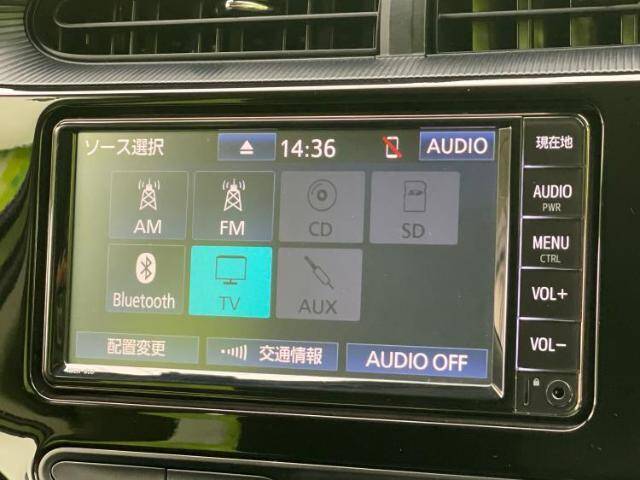 ソース選択
14:36
AUDIO
AM
FM
CD
SD
Bluetooth
TV
AUX
配置変更
交通情報
AUDIO OFF
現在地
AUDIO
PWR
MENU
CTRL
VOL+
VOL-